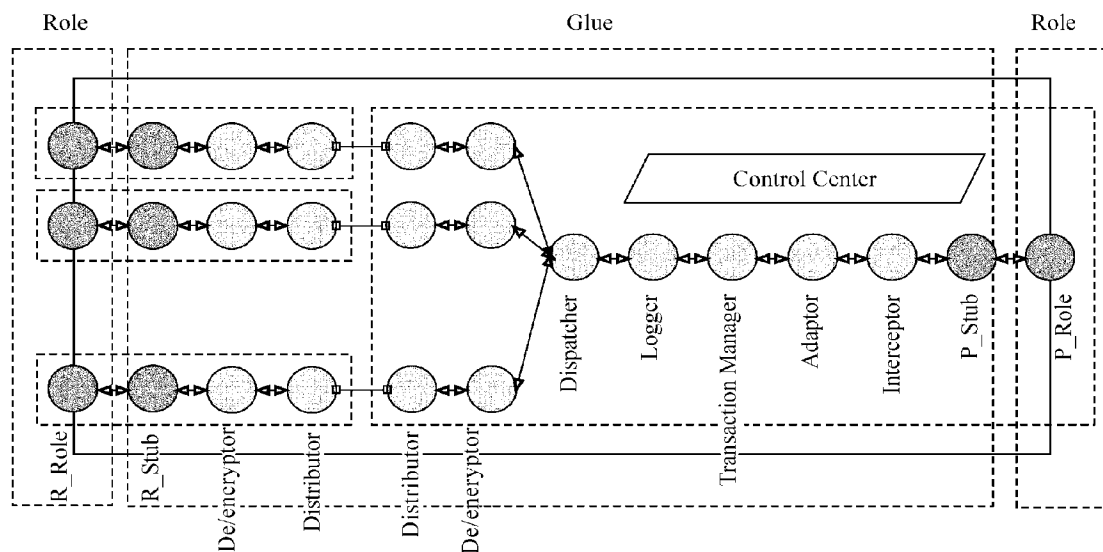 Role
Glue
Role
Control Center
Dispatcher
Logger
Transaction Manager
Adaptor
Interceptor
P_Stub
P_Role
R_Role
R_Stub
De/encryptor
Distributor
Distributor
De/eneryptor